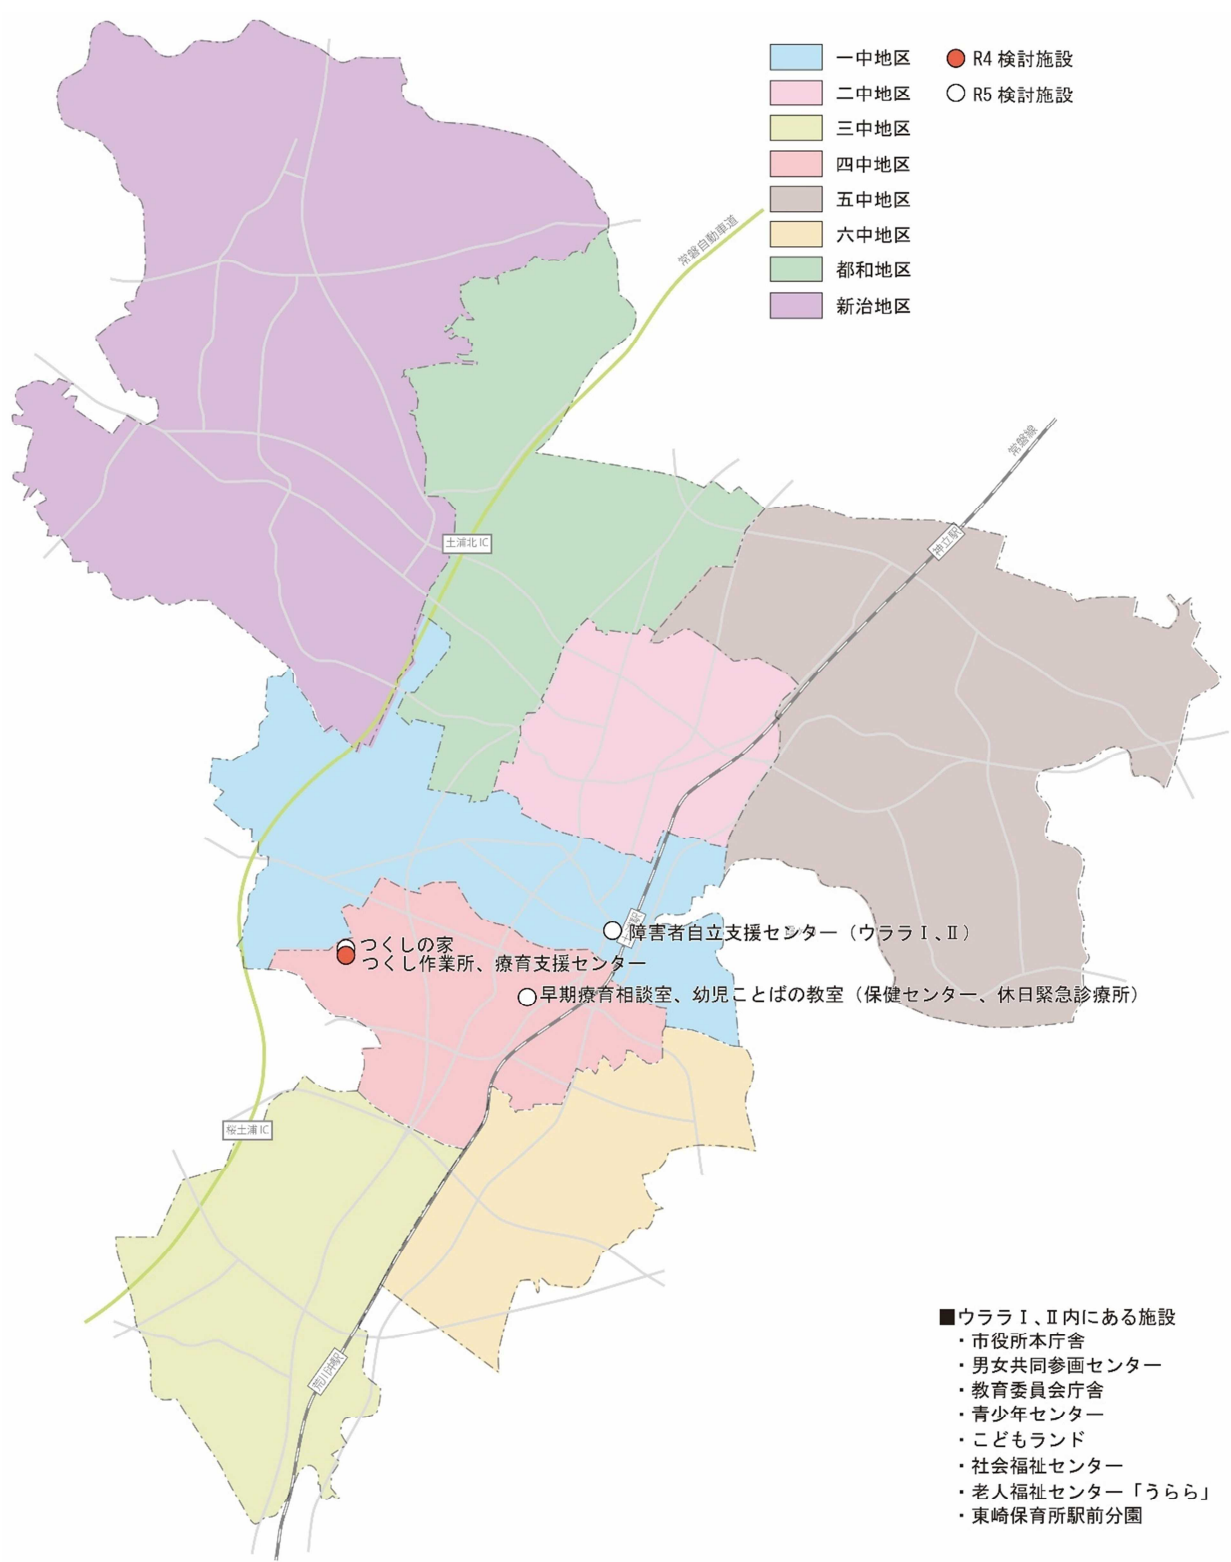 一中地区
二中地区
三中地区
四中地区
五中地区
六中地区
都和地区
新治地区
R4 検討施設
R5 検討施設
常磐自動車道
常磐線
土浦北IC
神立駅
障害者自立支援センター（ウララⅠ、Ⅱ）
つくしの家
つくし作業所、療育支援センター
早期療育相談室、幼児ことばの教室（保健センター、休日緊急診療所）
桜土浦IC
荒川沖駅
■ウララⅠ、Ⅱ内にある施設
・市役所本庁舎
・男女共同参画センター
・教育委員会庁舎
・青少年センター
・こどもランド
・社会福祉センター
・老人福祉センター「うらら」
・東崎保育所駅前分園